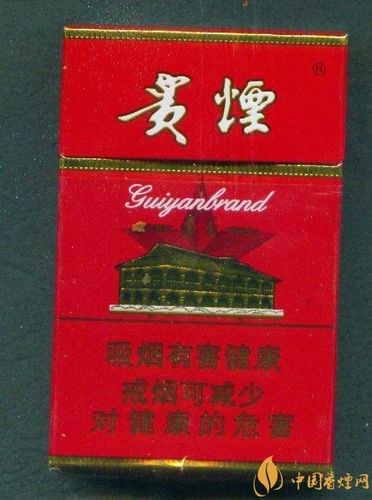 贵煙
®
Guiyanbrand
吸烟有害健康
戒烟可减少
对健康的危害
中国香煙网